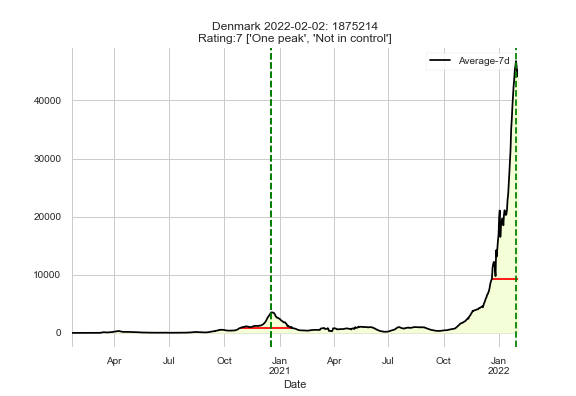 Denmark 2022-02-02: 1875214
Rating:7 ['One peak', 'Not in control']
Average-7d
40000
30000
20000
10000
0
Apr Jul Oct Jan Apr Jul Oct Jan
2021 2022
Date